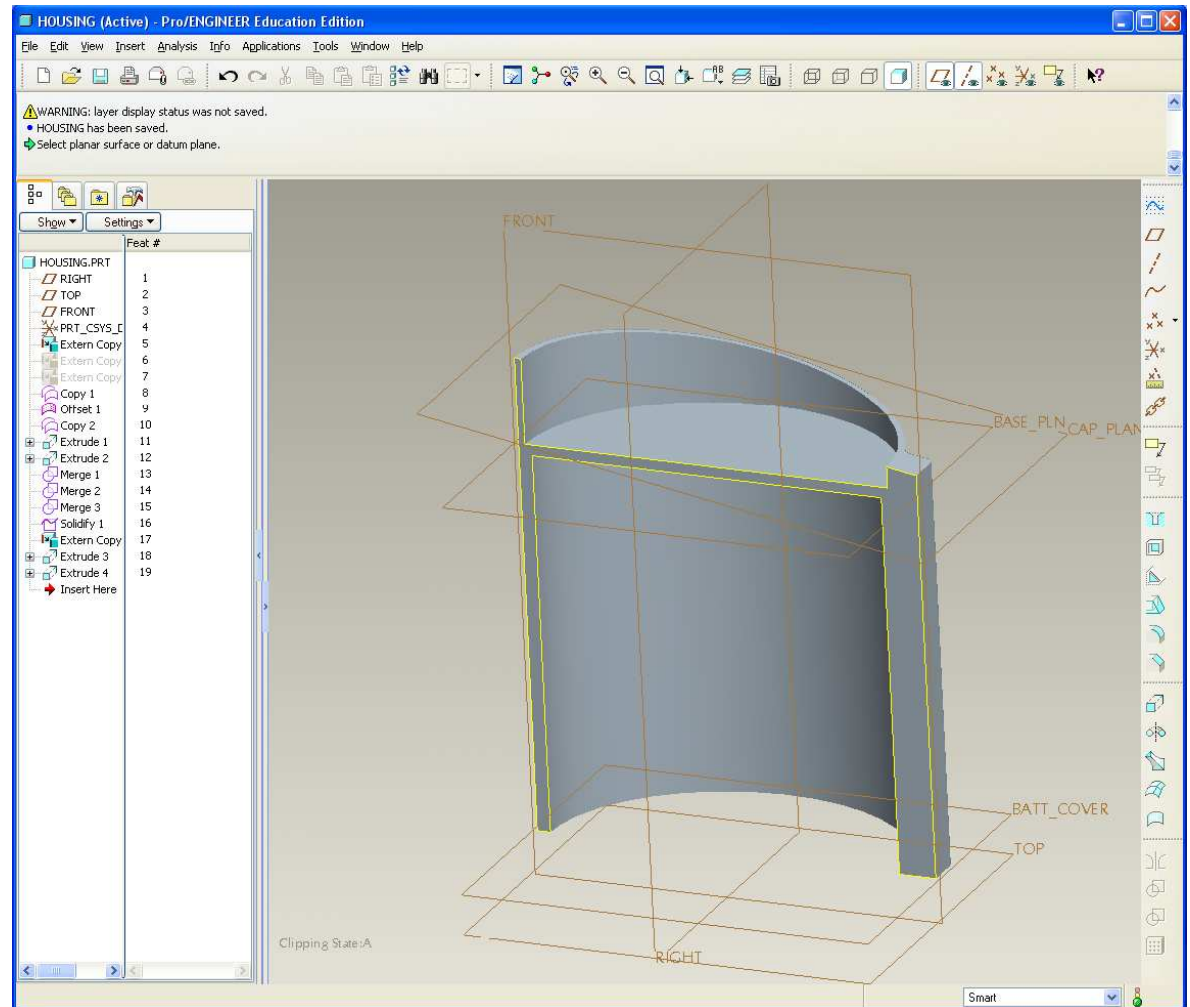 HOUSING (Active) - Pro/ENGINEER Education Edition
File Edit View Insert Analysis Info Applications Tools Window Help
WARNING: layer display status was not saved.
HOUSING has been saved.
Select planar surface or datum plane.
Show Settings
Feat #
HOUSING.PRT
RIGHT 1
TOP 2
FRONT 3
PRT_CSYS_D 4
Extern Copy 5
Extern Copy 6
Extern Copy 7
Copy 1 8
Offset 1 9
Copy 2 10
Extrude 1 11
Extrude 2 12
Merge 1 13
Merge 2 14
Merge 3 15
Solidify 1 16
Extern Copy 17
Extrude 3 18
Extrude 4 19
Insert Here
FRONT
BASE_PLN
CAP_PLAN
BATT_COVER
TOP
RIGHT
Clipping State:A
Smart